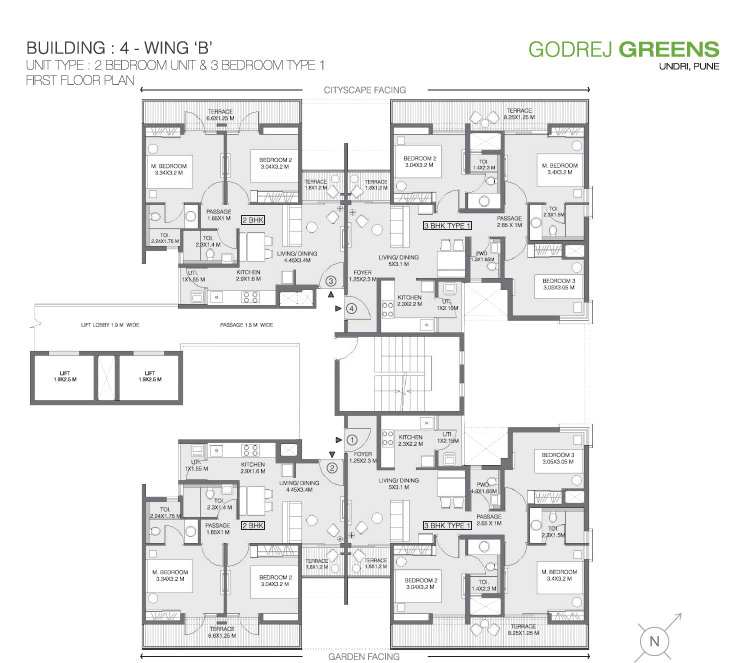 BUILDING : 4 - WING 'B'
UNIT TYPE : 2 BEDROOM UNIT & 3 BEDROOM TYPE 1
FIRST FLOOR PLAN
GODREJ GREENS
UNDRI, PUNE
CITYSCAPE FACING
TERRACE
6.6X1.25 M
TERRACE
8.25X1.25 M
M. BEDROOM
3.34X3.2 M
BEDROOM 2
3.04X3.2 M
BEDROOM 2
3.04X3.2 M
TOI.
1.4X2.3 M
M. BEDROOM
3.4X3.2 M
TERRACE
1.8X1.2 M
TERRACE
1.8X1.2 M
PASSAGE
1.65X1 M
2 BHK
3 BHK TYPE 1
PASSAGE
2.65 X 1M
TOI.
2.3X1.5M
TOI.
2.24X1.75 M
TOI.
2.3X1.4 M
LIVING/ DINING
4.45X3.4M
LIVING/ DINING
5X3.1 M
PWD
1.3X1.65M
UTI.
1X1.55 M
KITCHEN
2.9X1.6 M
FOYER
1.25X2.3 M
3
4
KITCHEN
2.3X2.2 M
UTI.
1X2.15M
BEDROOM 3
3.05X3.05 M
LIFT LOBBY 1.9 M WIDE
PASSAGE 1.5 M WIDE
LIFT
1.9X2.5 M
LIFT
1.9X2.5 M
1
2
UTI.
1X1.55 M
KITCHEN
2.9X1.6 M
FOYER
1.25X2.3 M
KITCHEN
2.3X2.2 M
UTI.
1X2.15M
BEDROOM 3
3.05X3.05 M
LIVING/ DINING
4.45X3.4M
LIVING/ DINING
5X3.1 M
PWD
1.3X1.65M
TOI.
2.24X1.75 M
TOI.
2.3X1.4 M
PASSAGE
1.65X1 M
2 BHK
3 BHK TYPE 1
PASSAGE
2.65 X 1M
TOI.
2.3X1.5M
M. BEDROOM
3.34X3.2 M
BEDROOM 2
3.04X3.2 M
TERRACE
1.8X1.2 M
TERRACE
1.8X1.2 M
BEDROOM 2
3.04X3.2 M
TOI.
1.4X2.3 M
M. BEDROOM
3.4X3.2 M
TERRACE
6.6X1.25 M
TERRACE
8.25X1.25 M
GARDEN FACING
N